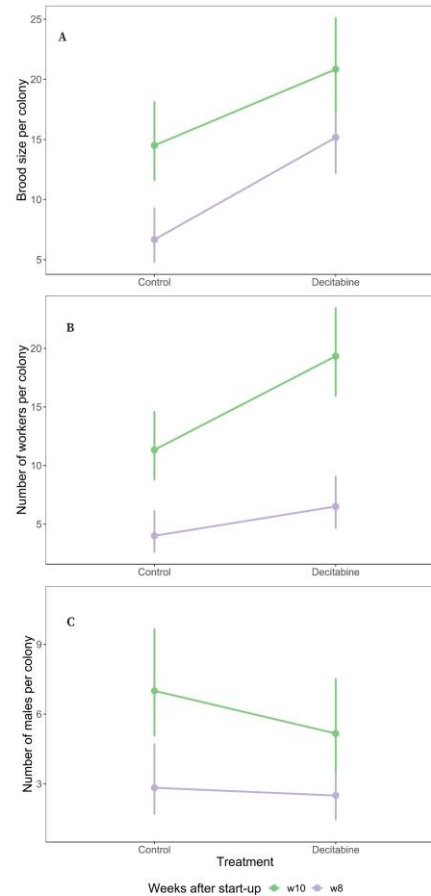 A
Brood size per colony
25
20
15
10
5
Control Decitabine
B
Number of workers per colony
20
15
10
5
Control Decitabine
C
Number of males per colony
9
6
3
Control Decitabine
Treatment
Weeks after start-up w10 w8